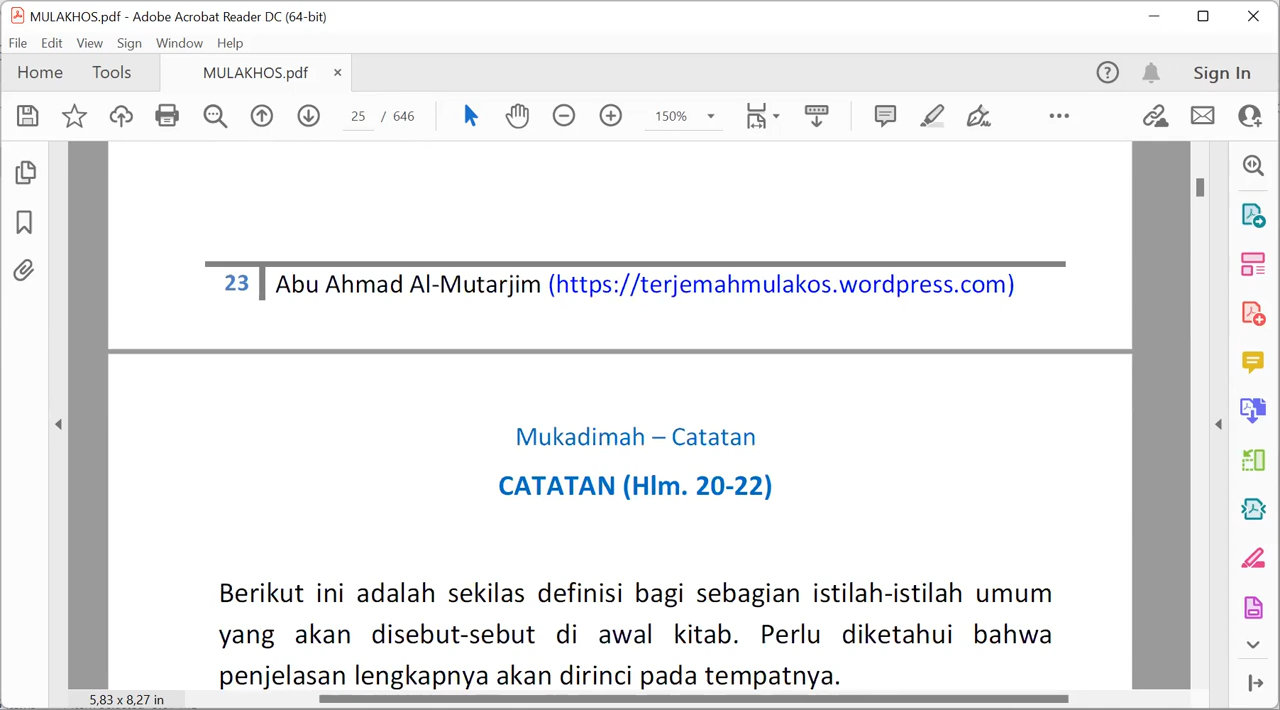 MULAKHOS.pdf - Adobe Acrobat Reader DC (64-bit)
File Edit View Sign Window Help
Home Tools MULAKHOS.pdf × Sign In
25 / 646 150%
23 Abu Ahmad Al-Mutarjim (https://terjemahmulakos.wordpress.com)
Mukadimah – Catatan
CATATAN (Hlm. 20-22)
Berikut ini adalah sekilas definisi bagi sebagian istilah-istilah umum
yang akan disebut-sebut di awal kitab. Perlu diketahui bahwa
penjelasan lengkapnya akan dirinci pada tempatnya.
5,83 x 8,27 in